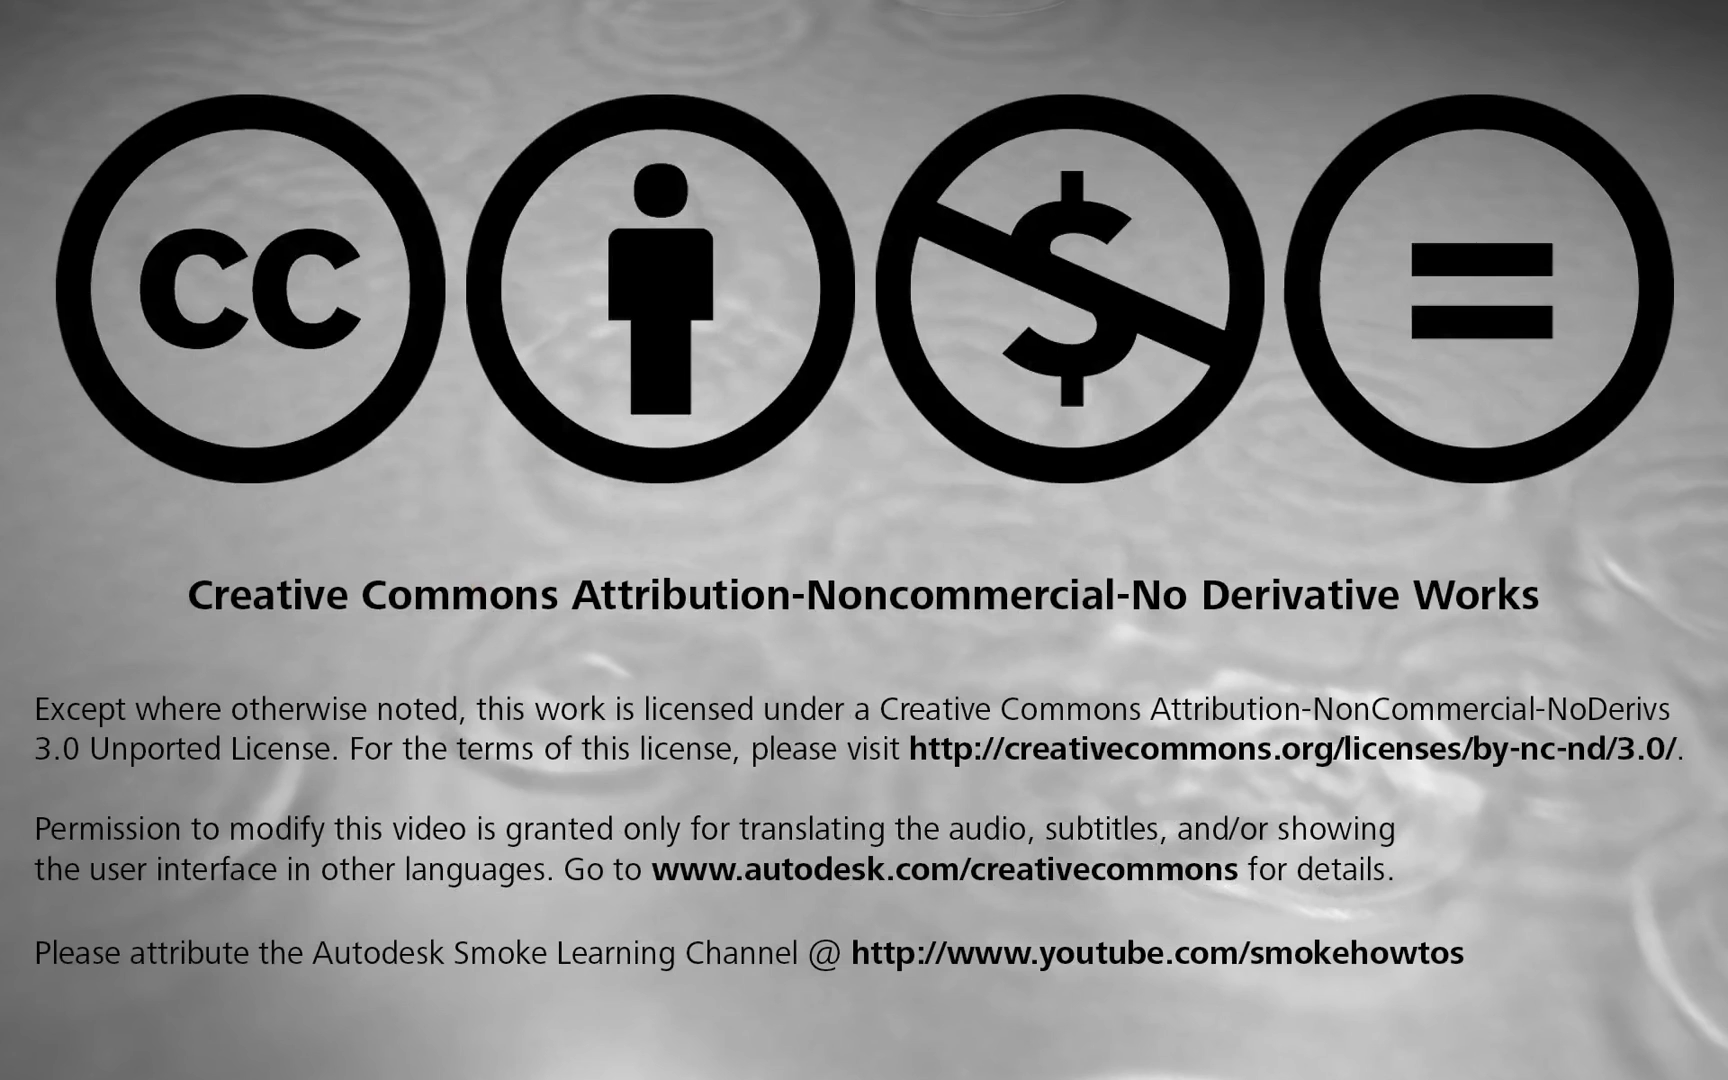 cc
$
=
Creative Commons Attribution-Noncommercial-No Derivative Works
Except where otherwise noted, this work is licensed under a Creative Commons Attribution-NonCommercial-NoDerivs
3.0 Unported License. For the terms of this license, please visit http://creativecommons.org/licenses/by-nc-nd/3.0/.
Permission to modify this video is granted only for translating the audio, subtitles, and/or showing
the user interface in other languages. Go to www.autodesk.com/creativecommons for details.
Please attribute the Autodesk Smoke Learning Channel @ http://www.youtube.com/smokehowtos